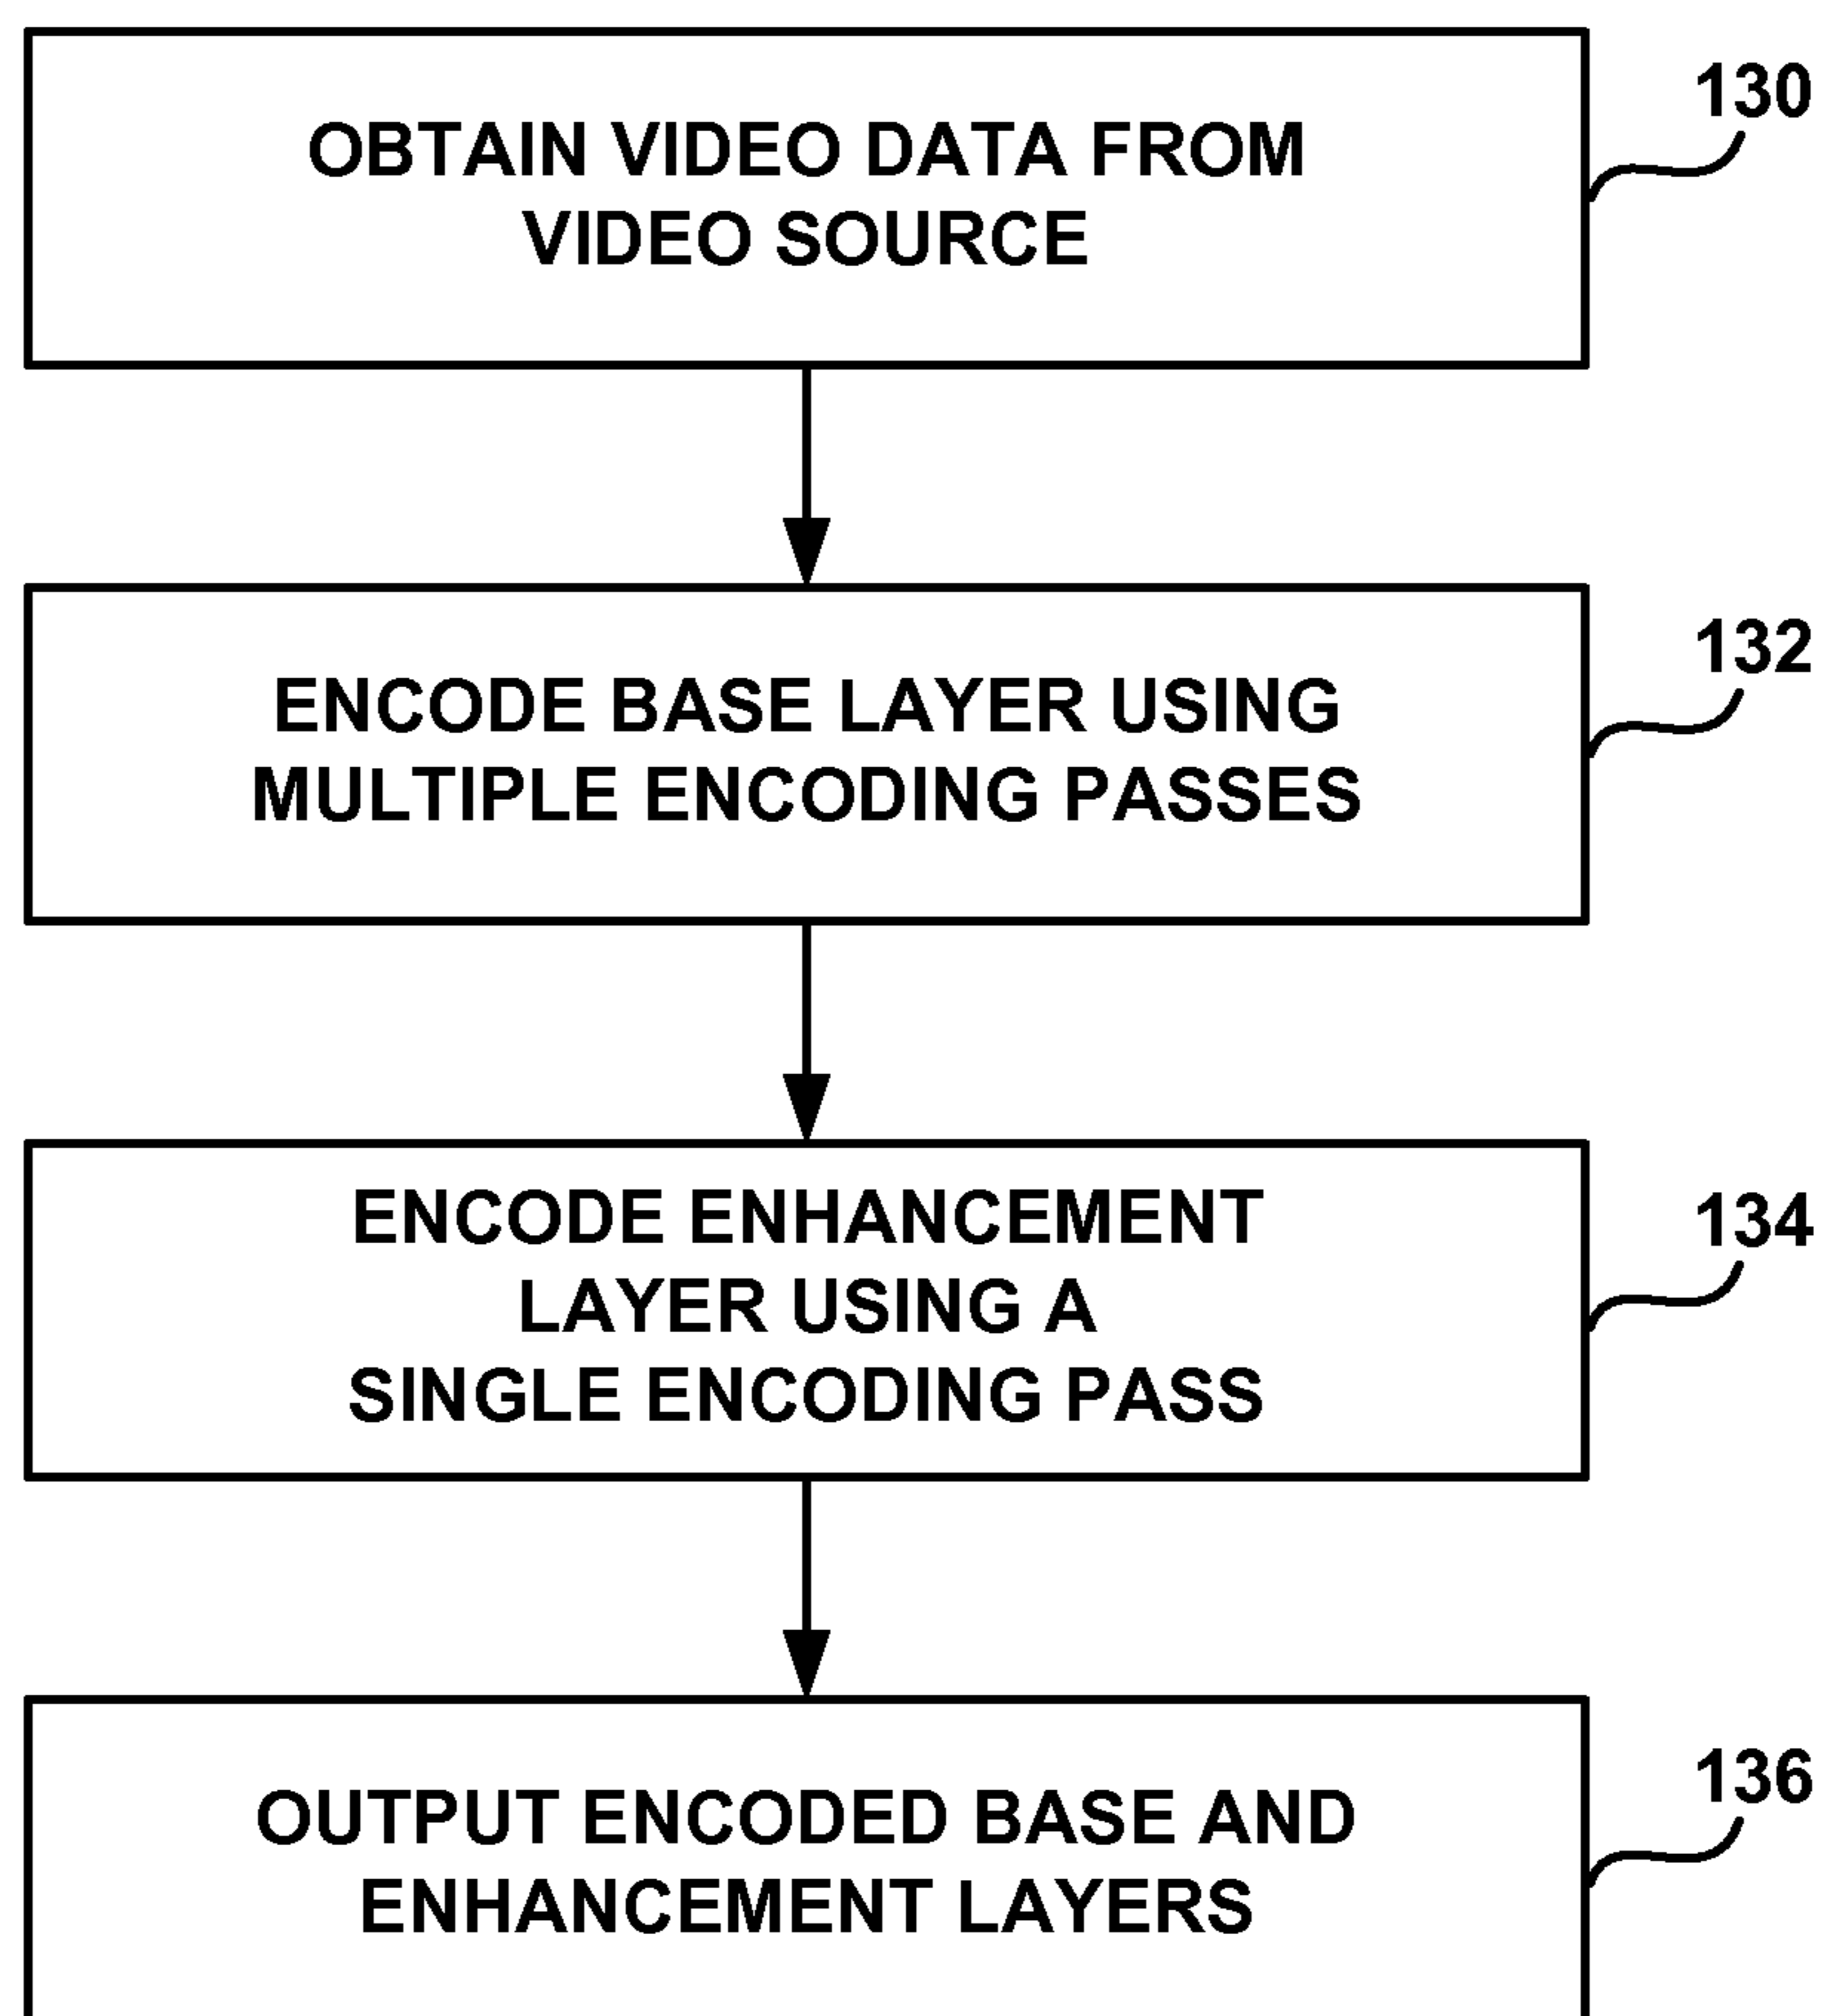 OBTAIN VIDEO DATA FROM
VIDEO SOURCE
130
ENCODE BASE LAYER USING
MULTIPLE ENCODING PASSES
132
ENCODE ENHANCEMENT
LAYER USING A
SINGLE ENCODING PASS
134
OUTPUT ENCODED BASE AND
ENHANCEMENT LAYERS
136